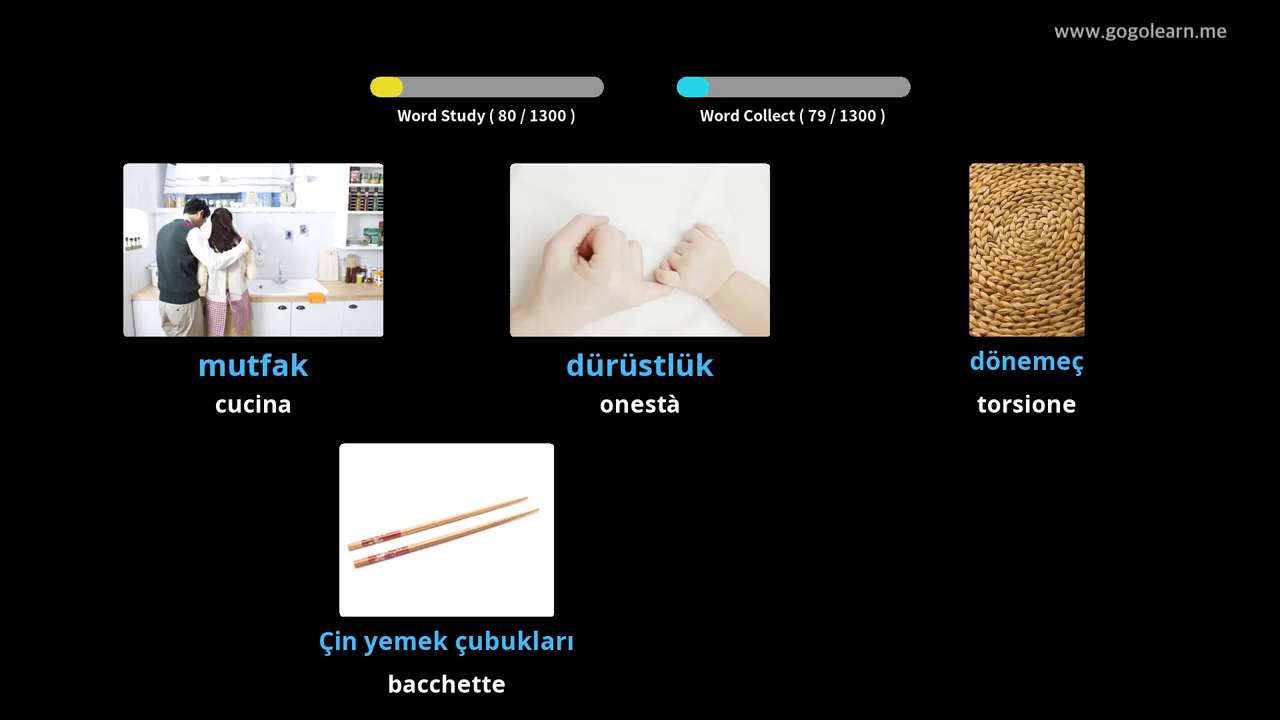 www.gogolearn.me
Word Study ( 80 / 1300 )
Word Collect ( 79 / 1300 )
mutfak
cucina
dürüstlük
onestà
dönemeç
torsione
Çin yemek çubukları
bacchette